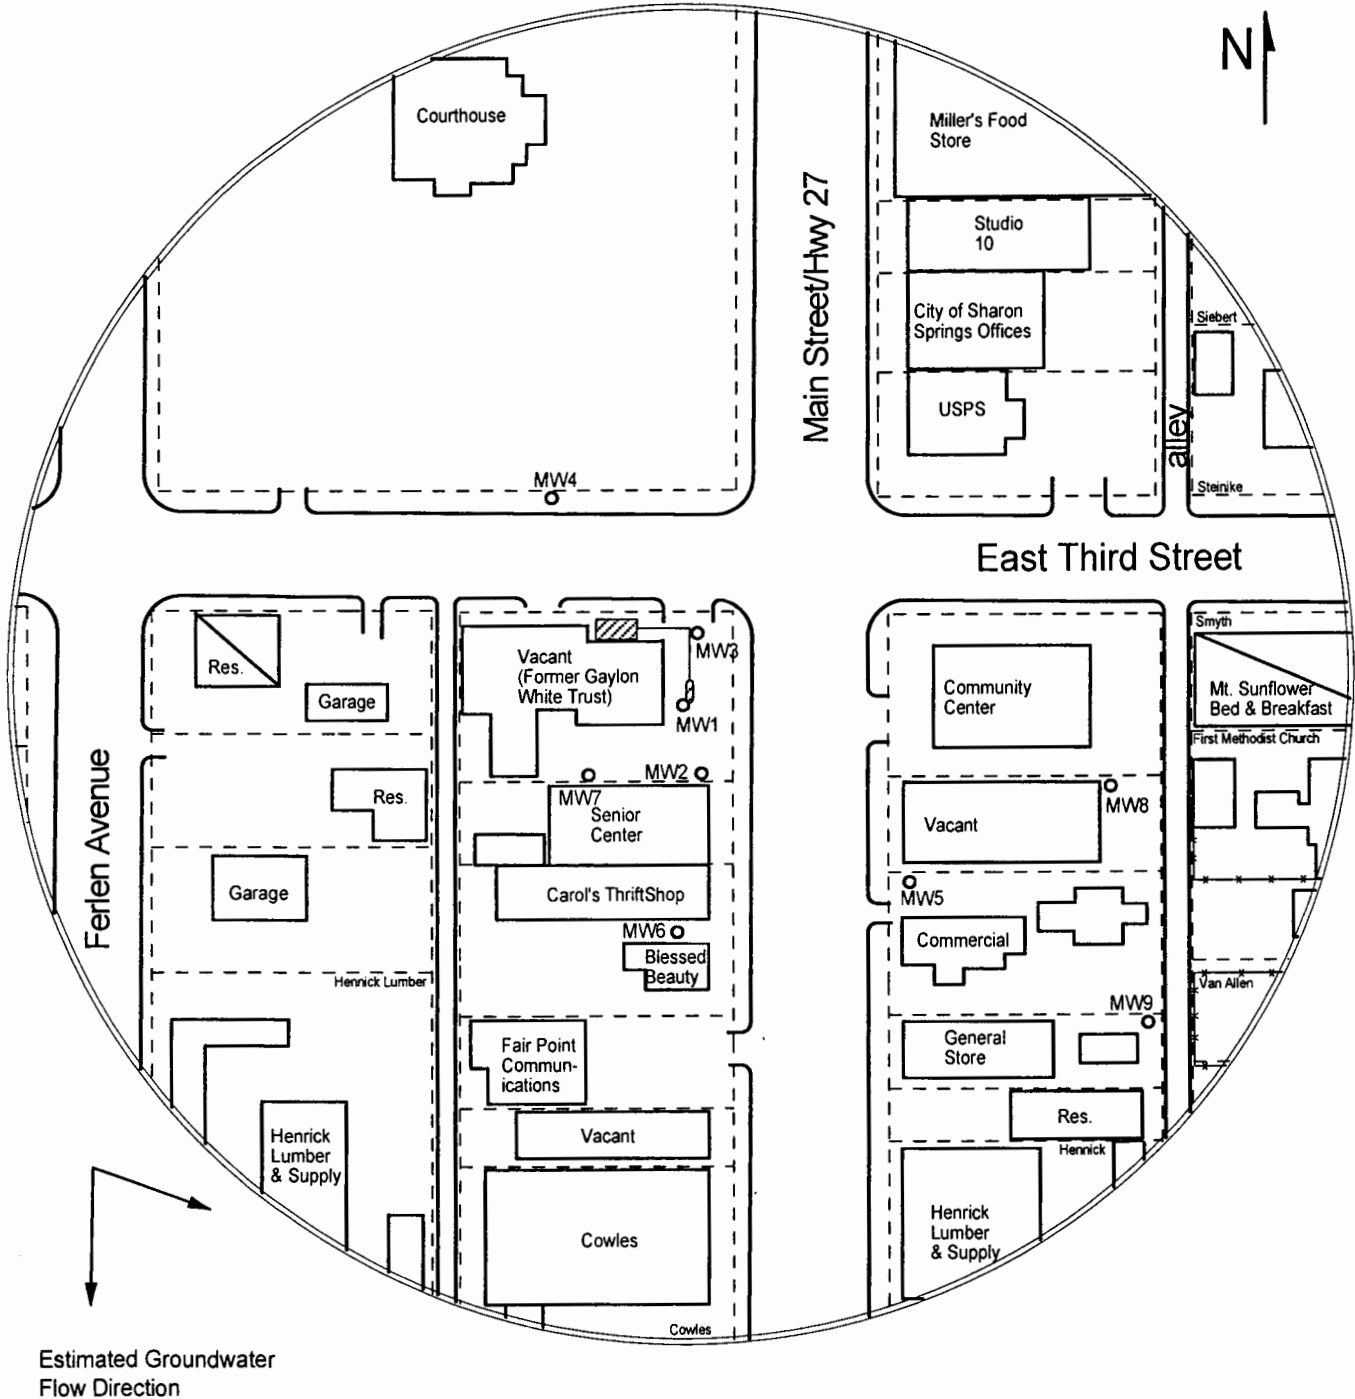 N
Courthouse
Miller's Food
Store
Main Street/Hwy 27
Studio
10
City of Sharon
Springs Offices
Siebert
USPS
alley
MW4
Steinike
East Third Street
Smyth
Res.
Vacant
(Former Gaylon
White Trust)
MW3
Garage
MW1
Community
Center
Mt. Sunflower
Bed & Breakfast
First Methodist Church
Ferlen Avenue
Res.
MW2
MW7
Senior
Center
MW8
Vacant
Garage
Carol's ThriftShop
MW5
MW6
Commercial
Blessed
Beauty
Hennick Lumber
Van Allen
MW9
Fair Point
Commun-
ications
General
Store
Vacant
Res.
Henrick
Lumber
& Supply
Hennick
Cowles
Henrick
Lumber
& Supply
Cowles
Estimated Groundwater
Flow Direction